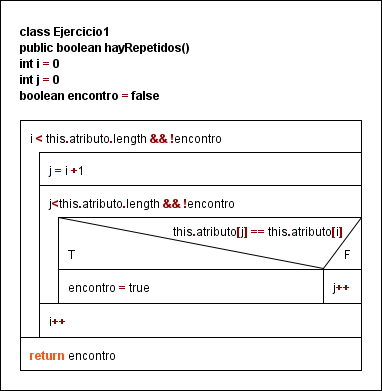 class Ejercicio1
public boolean hayRepetidos()
int i = 0
int j = 0
boolean encontro = false
i < this.atributo.length && !encontro
j = i +1
j<this.atributo.length && !encontro
this.atributo[j] == this.atributo[i]
T F
encontro = true j++
i++
return encontro